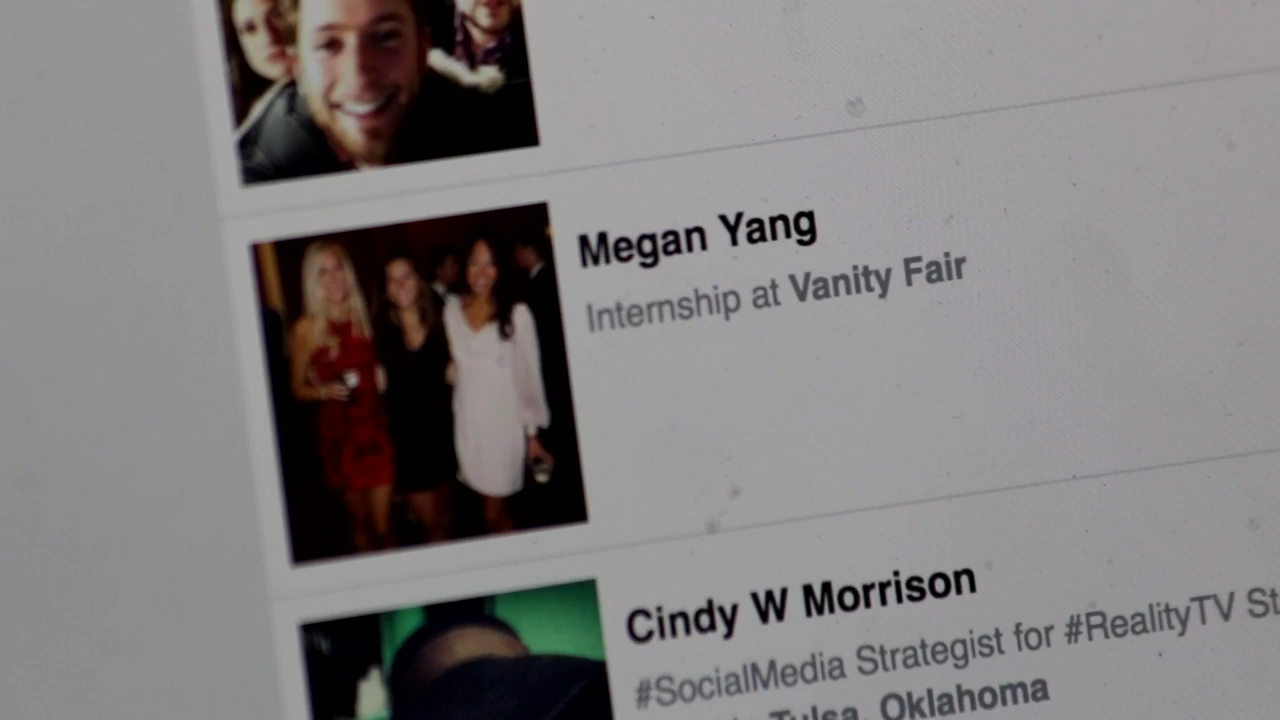 Megan Yang
Internship at Vanity Fair
Cindy W Morrison
#SocialMedia Strategist for #RealityTV St
Tulsa, Oklahoma